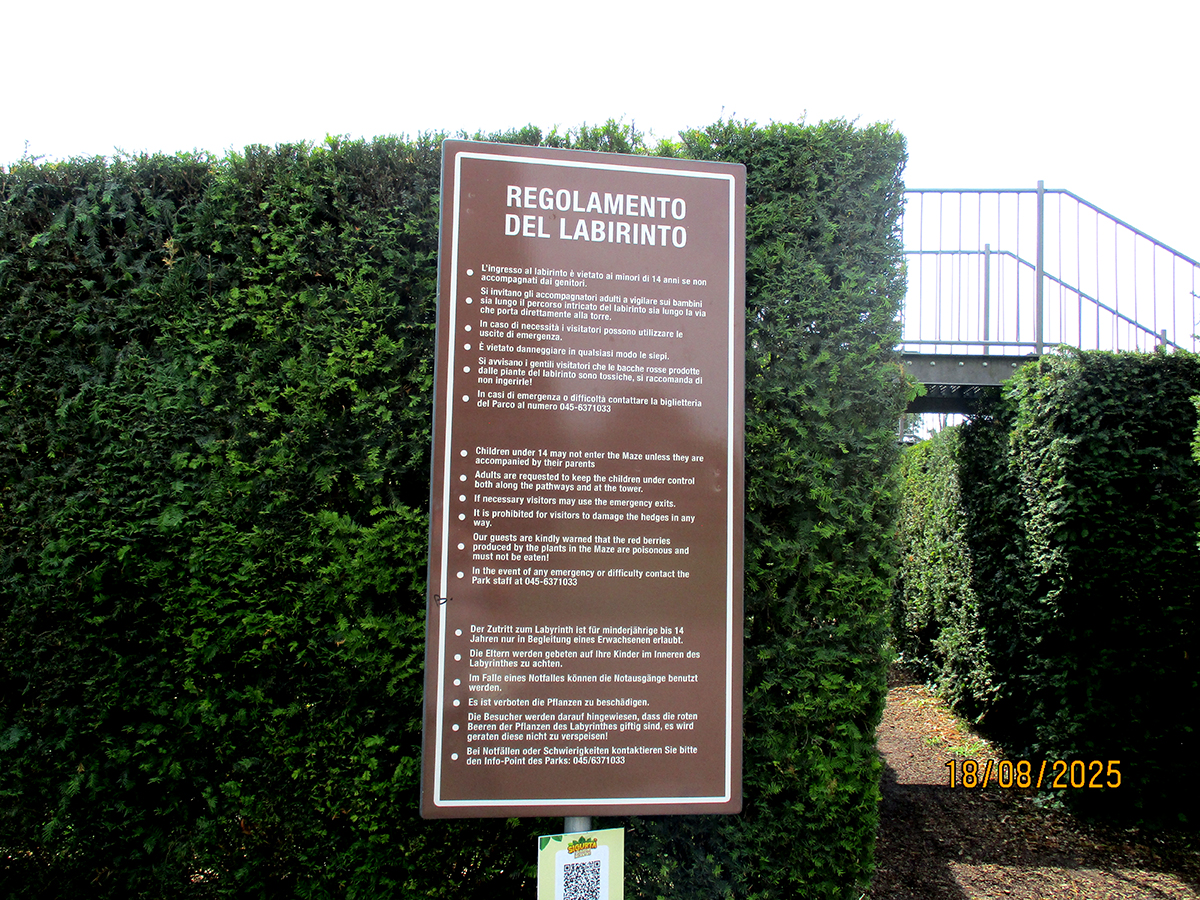 REGOLAMENTO
DEL LABIRINTO
L'ingresso al labirinto è vietato ai minori di 14 anni se non
accompagnati dai genitori.
Si invitano gli accompagnatori adulti a vigilare sui bambini
sia lungo il percorso intricato del labirinto sia lungo la via
che porta direttamente alla torre.
In caso di necessità i visitatori possono utilizzare le
uscite di emergenza.
È vietato danneggiare in qualsiasi modo le siepi.
Si avvisano i gentili visitatori che le bacche rosse prodotte
dalle piante del labirinto sono tossiche, si raccomanda di
non ingerirle!
In casi di emergenza o difficoltà contattare la biglietteria
del Parco al numero 045-6371033
Children under 14 may not enter the Maze unless they are
accompanied by their parents
Adults are requested to keep the children under control
both along the pathways and at the tower.
If necessary visitors may use the emergency exits.
It is prohibited for visitors to damage the hedges in any
way.
Our guests are kindly warned that the red berries
produced by the plants in the Maze are poisonous and
must not be eaten!
In the event of any emergency or difficulty contact the
Park staff at 045-6371033
Der Zutritt zum Labyrinth ist für minderjährige bis 14
Jahren nur in Begleitung eines Erwachsenen erlaubt.
Die Eltern werden gebeten auf Ihre Kinder im Inneren des
Labyrinthes zu achten.
Im Falle eines Notfalles können die Notausgänge benutzt
werden.
Es ist verboten die Pflanzen zu beschädigen.
Die Besucher werden darauf hingewiesen, dass die roten
Beeren der Pflanzen des Labyrinthes giftig sind, es wird
geraten diese nicht zu verspeisen!
Bei Notfällen oder Schwierigkeiten kontaktieren Sie bitte
den Info-Point des Parks: 045/6371033
18/08/2025
SIGURTÀ